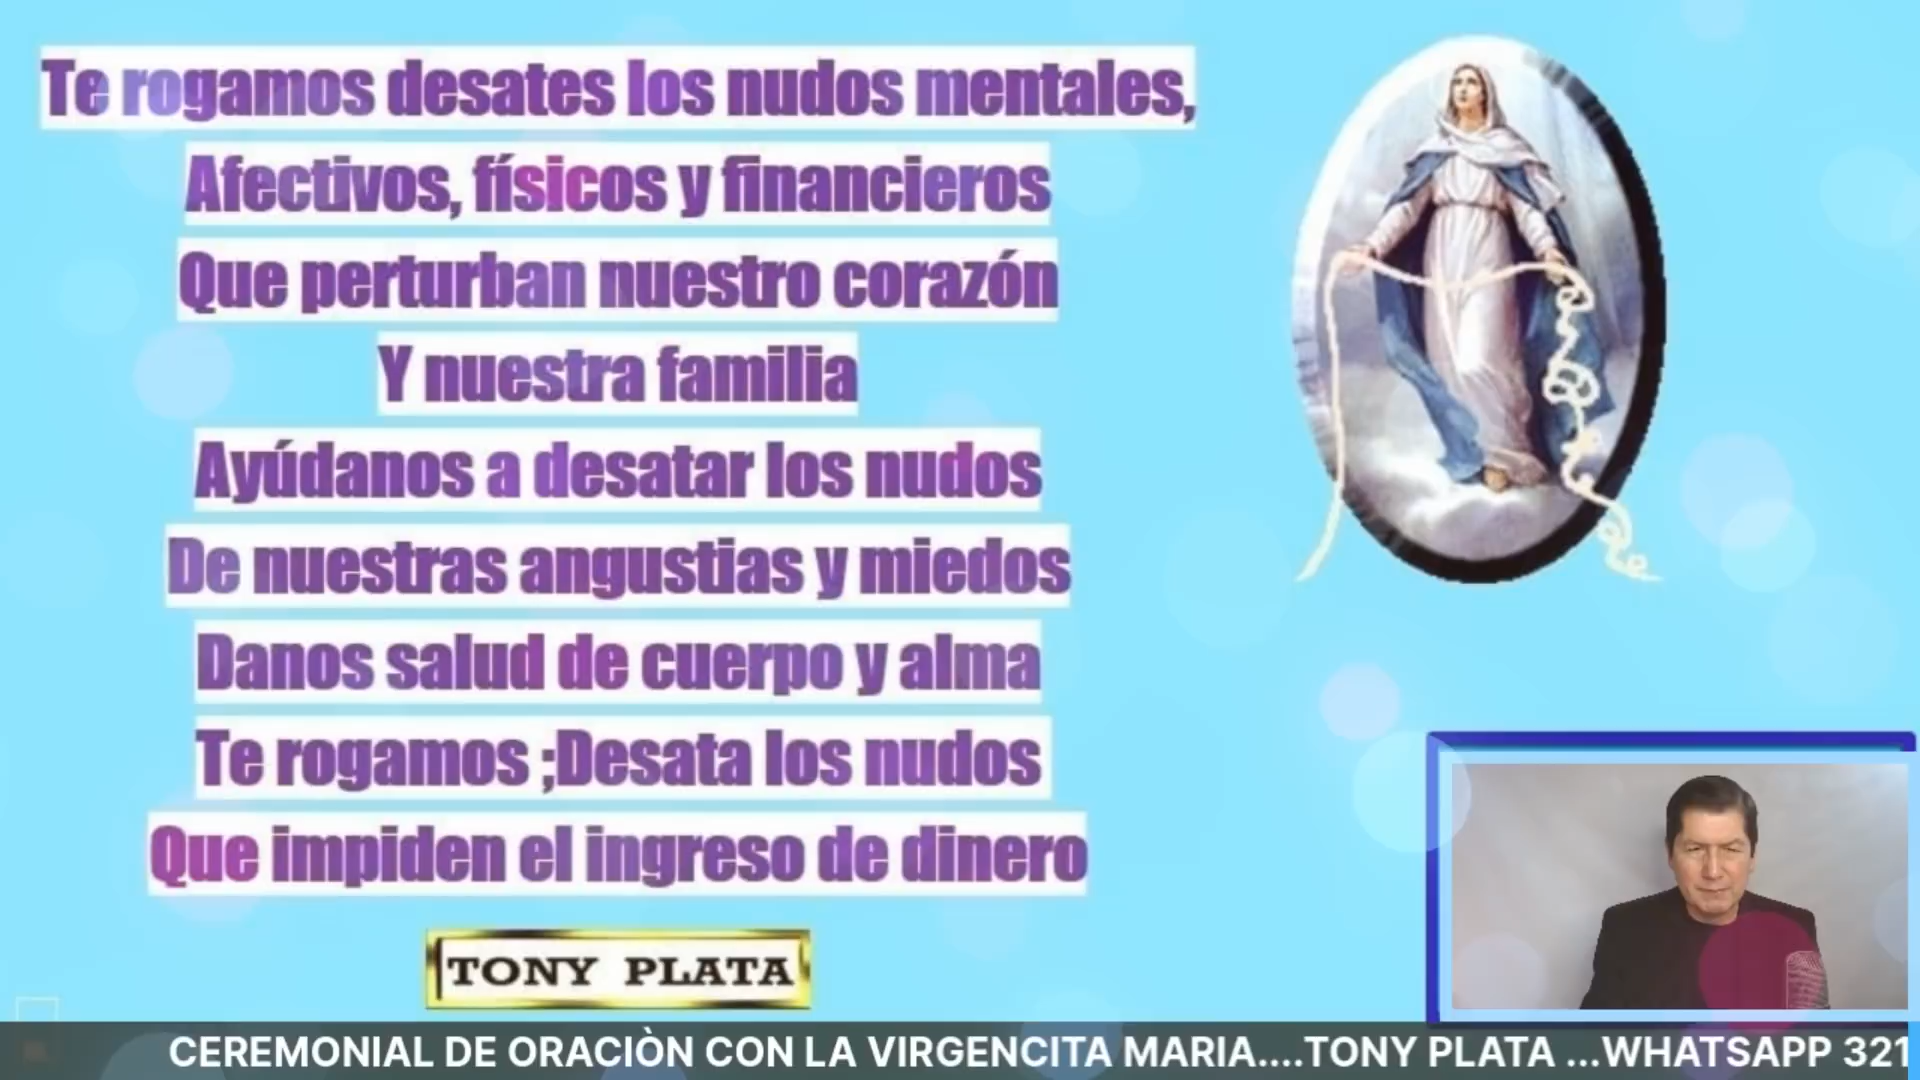 Te rogamos desates los nudos mentales,
Afectivos, físicos y financieros
Que perturban nuestro corazón
Y nuestra familia
Ayúdanos a desatar los nudos
De nuestras angustias y miedos
Danos salud de cuerpo y alma
Te rogamos ;Desata los nudos
Que impiden el ingreso de dinero
TONY PLATA
CEREMONIAL DE ORACIÒN CON LA VIRGENCITA MARIA....TONY PLATA ...WHATSAPP 321